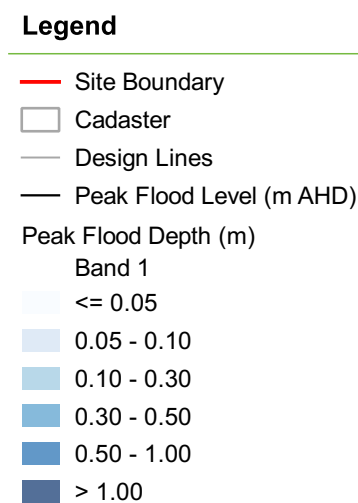 Legend
Site Boundary
Cadaster
Design Lines
Peak Flood Level (m AHD)
Peak Flood Depth (m)
Band 1
<= 0.05
0.05 - 0.10
0.10 - 0.30
0.30 - 0.50
0.50 - 1.00
> 1.00